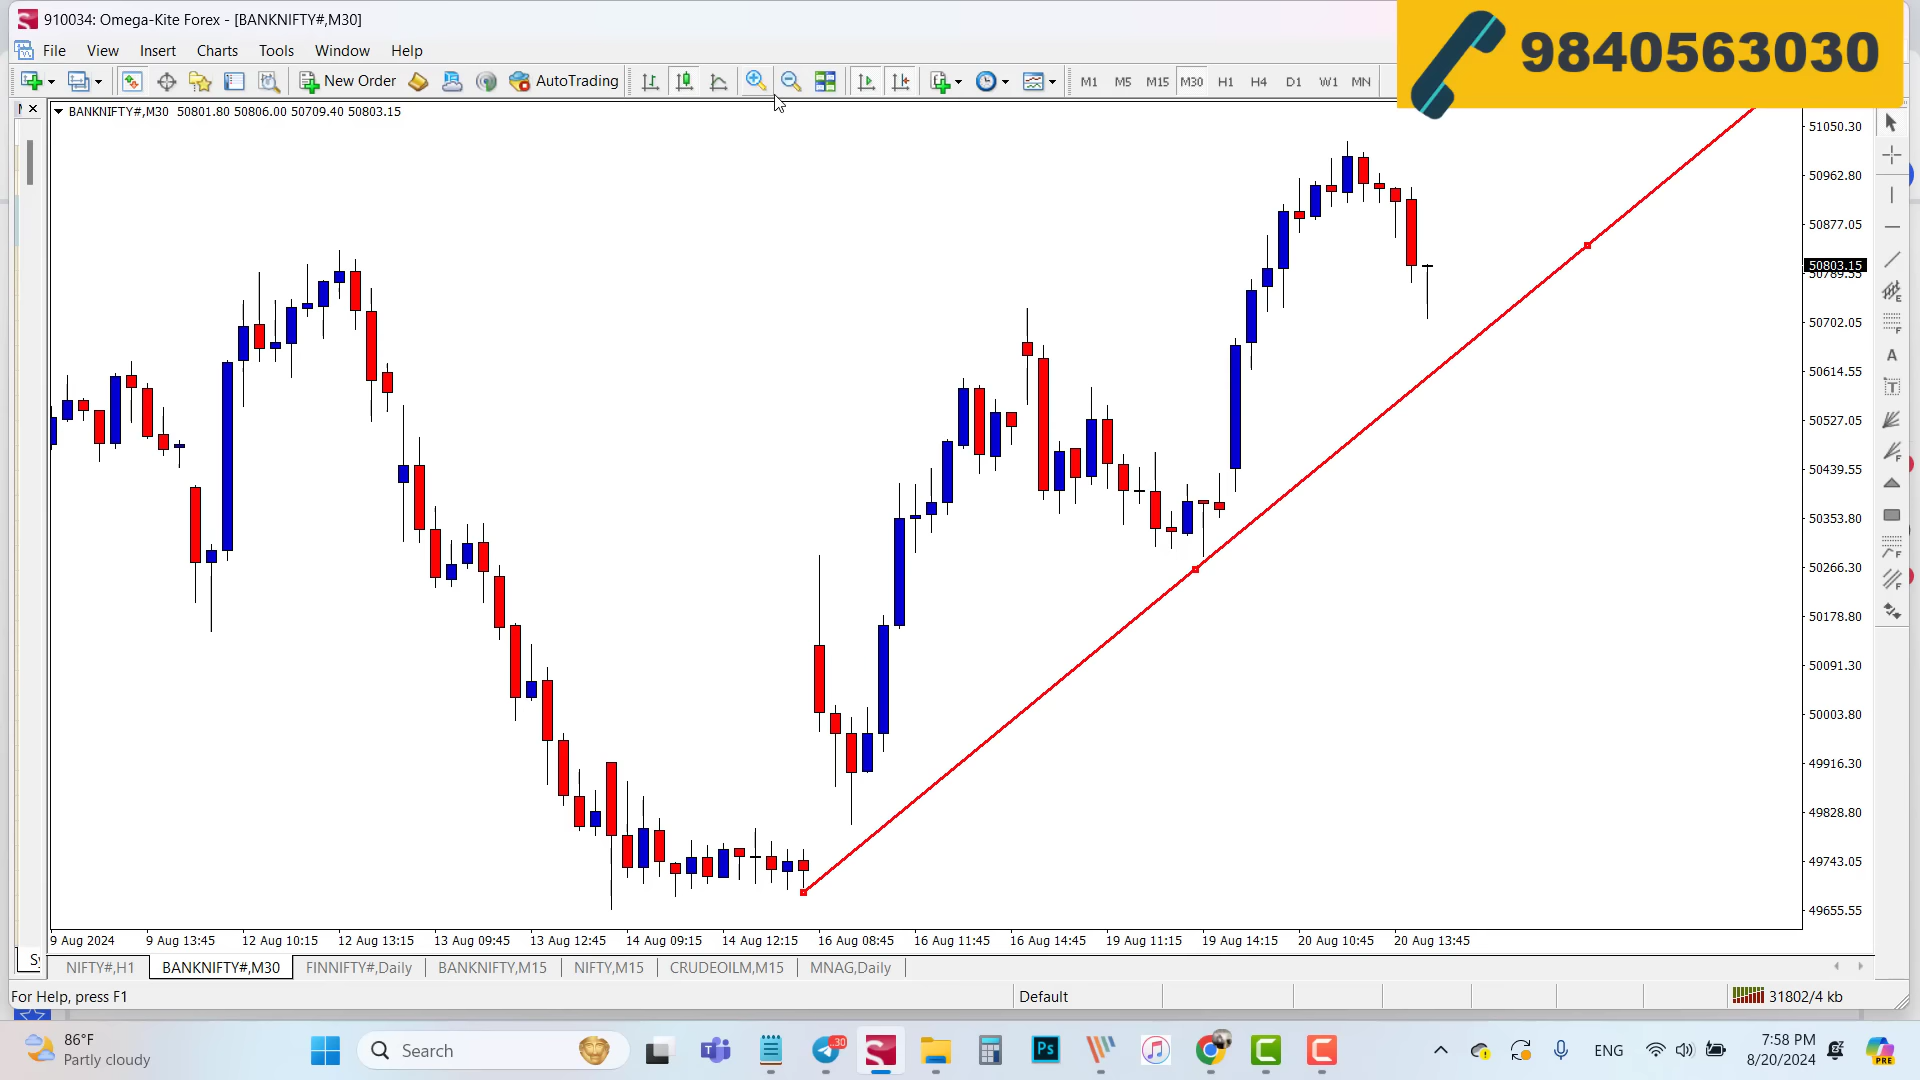 910034: Omega-Kite Forex - [BANKNIFTY#,M30]
9840563030
File View Insert Charts Tools Window Help
New Order AutoTrading M1 M5 M15 M30 H1 H4 D1 W1 MN
BANKNIFTY#,M30 50801.80 50806.00 50709.40 50803.15
51050.30
50962.80
50877.05
50803.15
50789.55
50702.05
50614.55
50527.05
50439.55
50353.80
50266.30
50178.80
50091.30
50003.80
49916.30
49828.80
49743.05
49655.55
9 Aug 2024 9 Aug 13:45 12 Aug 10:15 12 Aug 13:15 13 Aug 09:45 13 Aug 12:45 14 Aug 09:15 14 Aug 12:15 16 Aug 08:45 16 Aug 11:45 16 Aug 14:45 19 Aug 11:15 19 Aug 14:15 20 Aug 10:45 20 Aug 13:45
NIFTY#,H1 BANKNIFTY#,M30 FINNIFTY#,Daily BANKNIFTY,M15 NIFTY,M15 CRUDEOILM,M15 MNAG,Daily
For Help, press F1 Default 31802/4 kb
86°F
Partly cloudy
Search
30
ENG
7:58 PM
8/20/2024